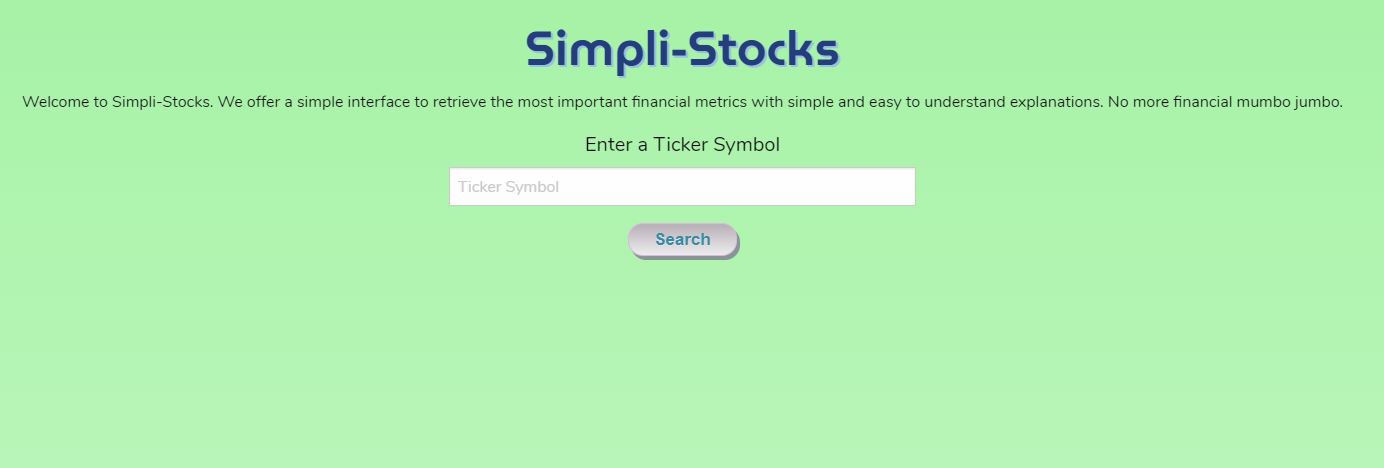 Simpli-Stocks
Welcome to Simpli-Stocks. We offer a simple interface to retrieve the most important financial metrics with simple and easy to understand explanations. No more financial mumbo jumbo.
Enter a Ticker Symbol
Ticker Symbol
Search